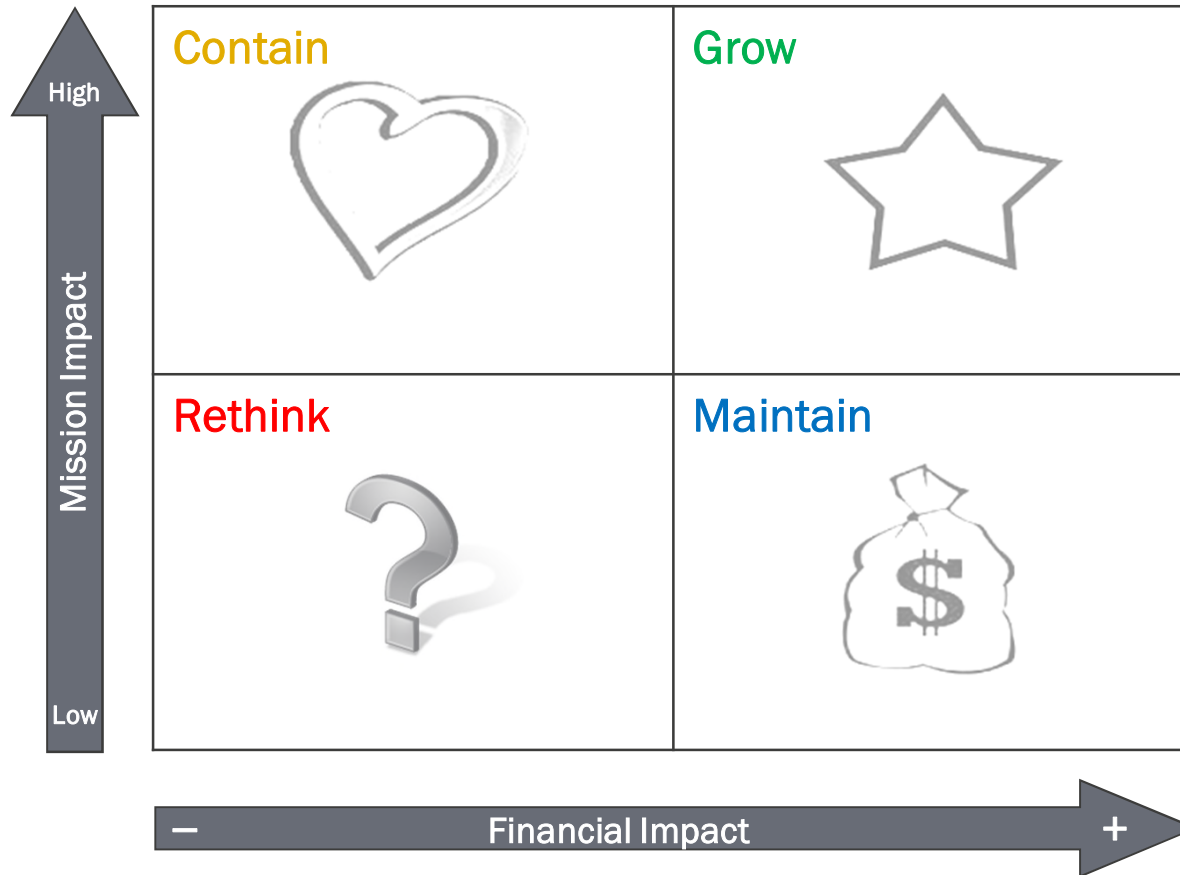 High
Mission Impact
Low
Contain
Grow
Rethink
Maintain
$
− Financial Impact +